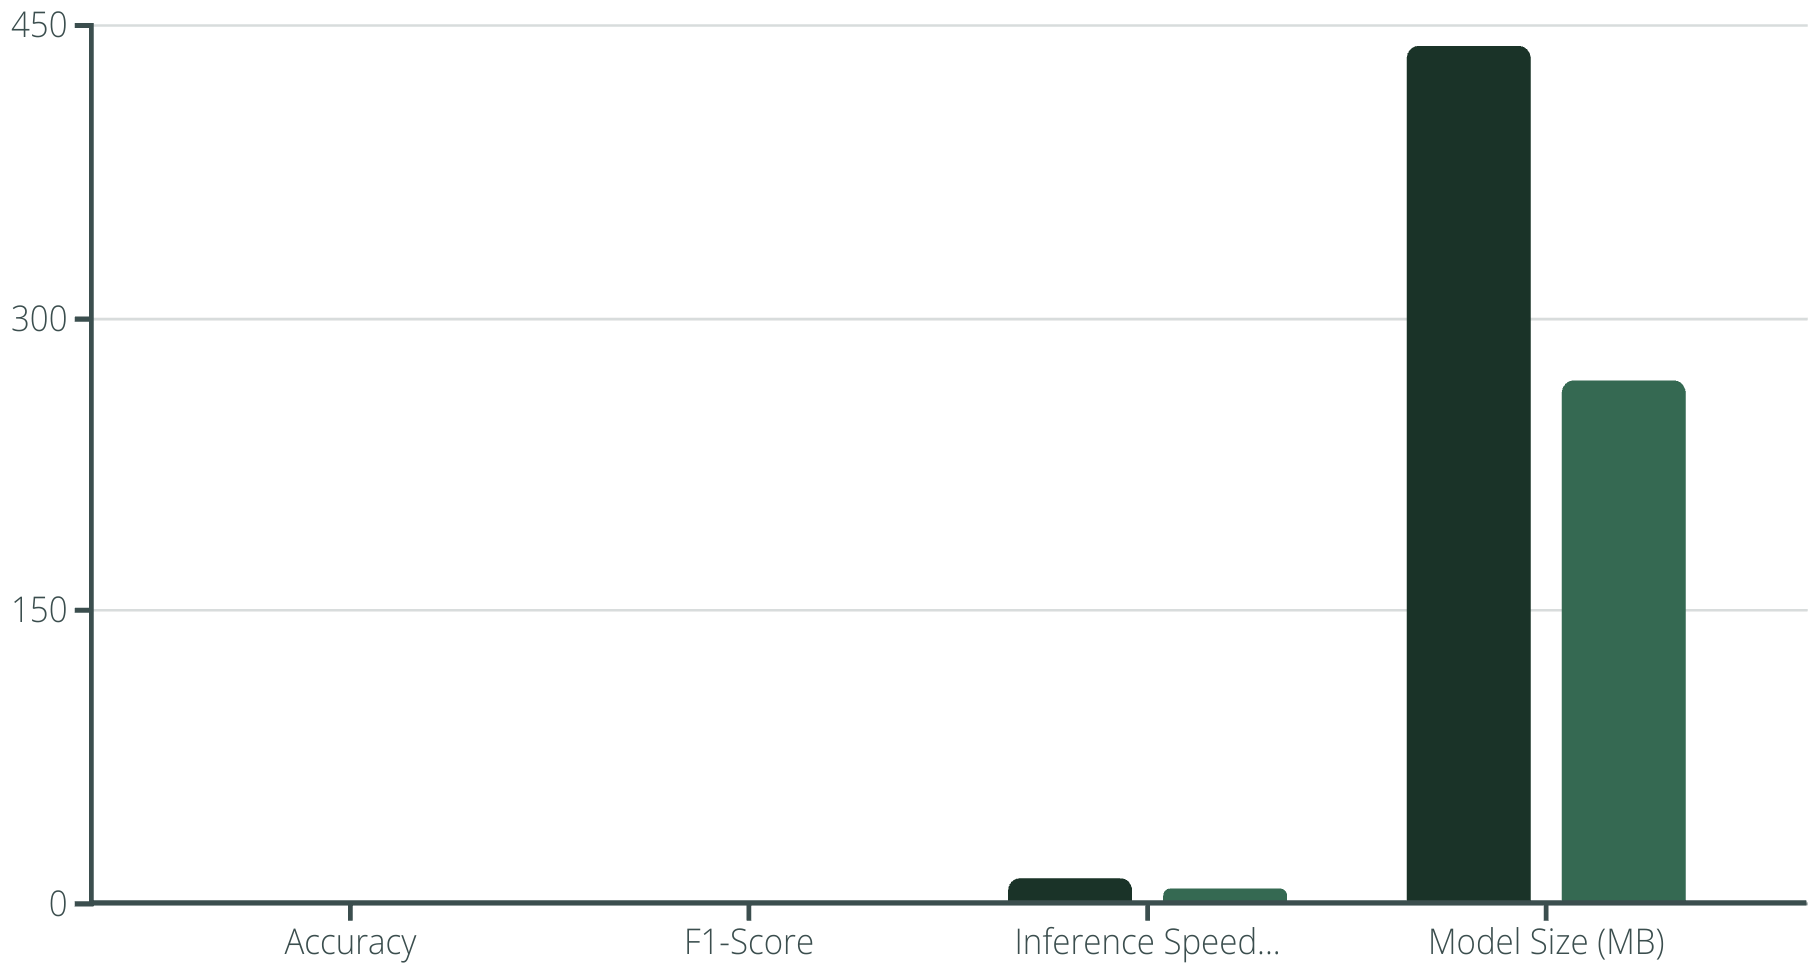 450
300
150
0
Accuracy
F1-Score
Inference Speed...
Model Size (MB)